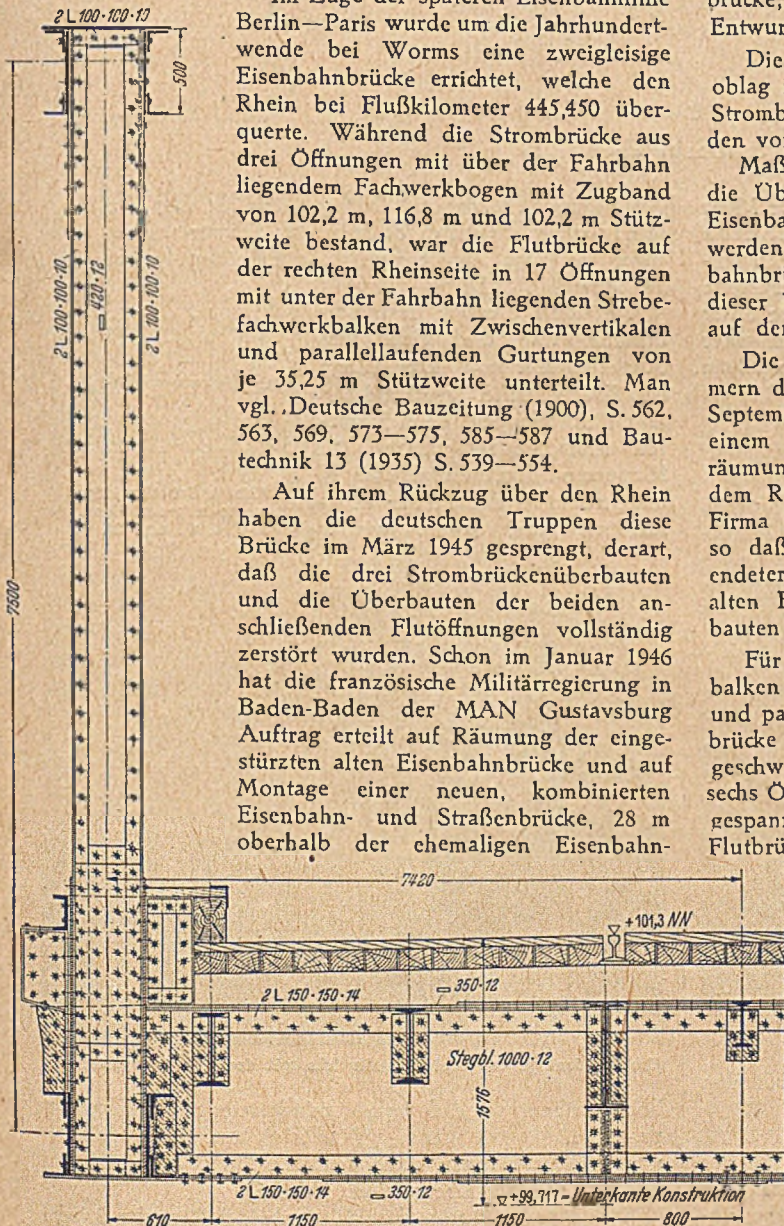 Berlin—Paris wurde um die Jahrhundert-
wende bei Worms eine zweigleisige
Eisenbahnbrücke errichtet, welche den
Rhein bei Flußkilometer 445,450 über-
querte. Während die Strombrücke aus
drei Öffnungen mit über der Fahrbahn
liegendem Fachwerkbogen mit Zugband
von 102,2 m, 116,8 m und 102,2 m Stütz-
weite bestand, war die Flutbrücke auf
der rechten Rheinseite in 17 Öffnungen
mit unter der Fahrbahn liegenden Strebe-
fachwerkbalken mit Zwischenvertikalen
und parallellaufenden Gurtungen von
je 35,25 m Stützweite unterteilt. Man
vgl. Deutsche Bauzeitung (1900), S. 562,
563, 569, 573—575, 585—587 und Bau-
technik 13 (1935) S. 539—554.
Auf ihrem Rückzug über den Rhein
haben die deutschen Truppen diese
Brücke im März 1945 gesprengt, derart,
daß die drei Strombrückenüberbauten
und die Überbauten der beiden an-
schließenden Flutöffnungen vollständig
zerstört wurden. Schon im Januar 1946
hat die französische Militärregierung in
Baden-Baden der MAN Gustavsburg
Auftrag erteilt auf Räumung der einge-
stürzten alten Eisenbahnbrücke und auf
Montage einer neuen, kombinierten
Eisenbahn- und Straßenbrücke, 28 m
oberhalb der ehemaligen Eisenbahn-
Entwur
Die
oblag
Stromb
den vo
Maß
die Üb
Eisenba
werden
bahnbr
dieser
auf de
Die
mern d
Septem
einem
räumun
dem R
Firma
so daß
endeter
alten
bauten
Für
balken
und pa
brücke
geschw
sechs Ö
gespan
Flutbrü
2 L 100·100·10
500
2 L 100·100·10
420·12
2 L 100·100·10
7500
7420
+101,3 NN
2 L 150·150·14
350·12
Stegbl. 1000·12
1576
2 L 150·150·14
350·12
+99,717 = Unterkante Konstruktion
610
1150
1150
800